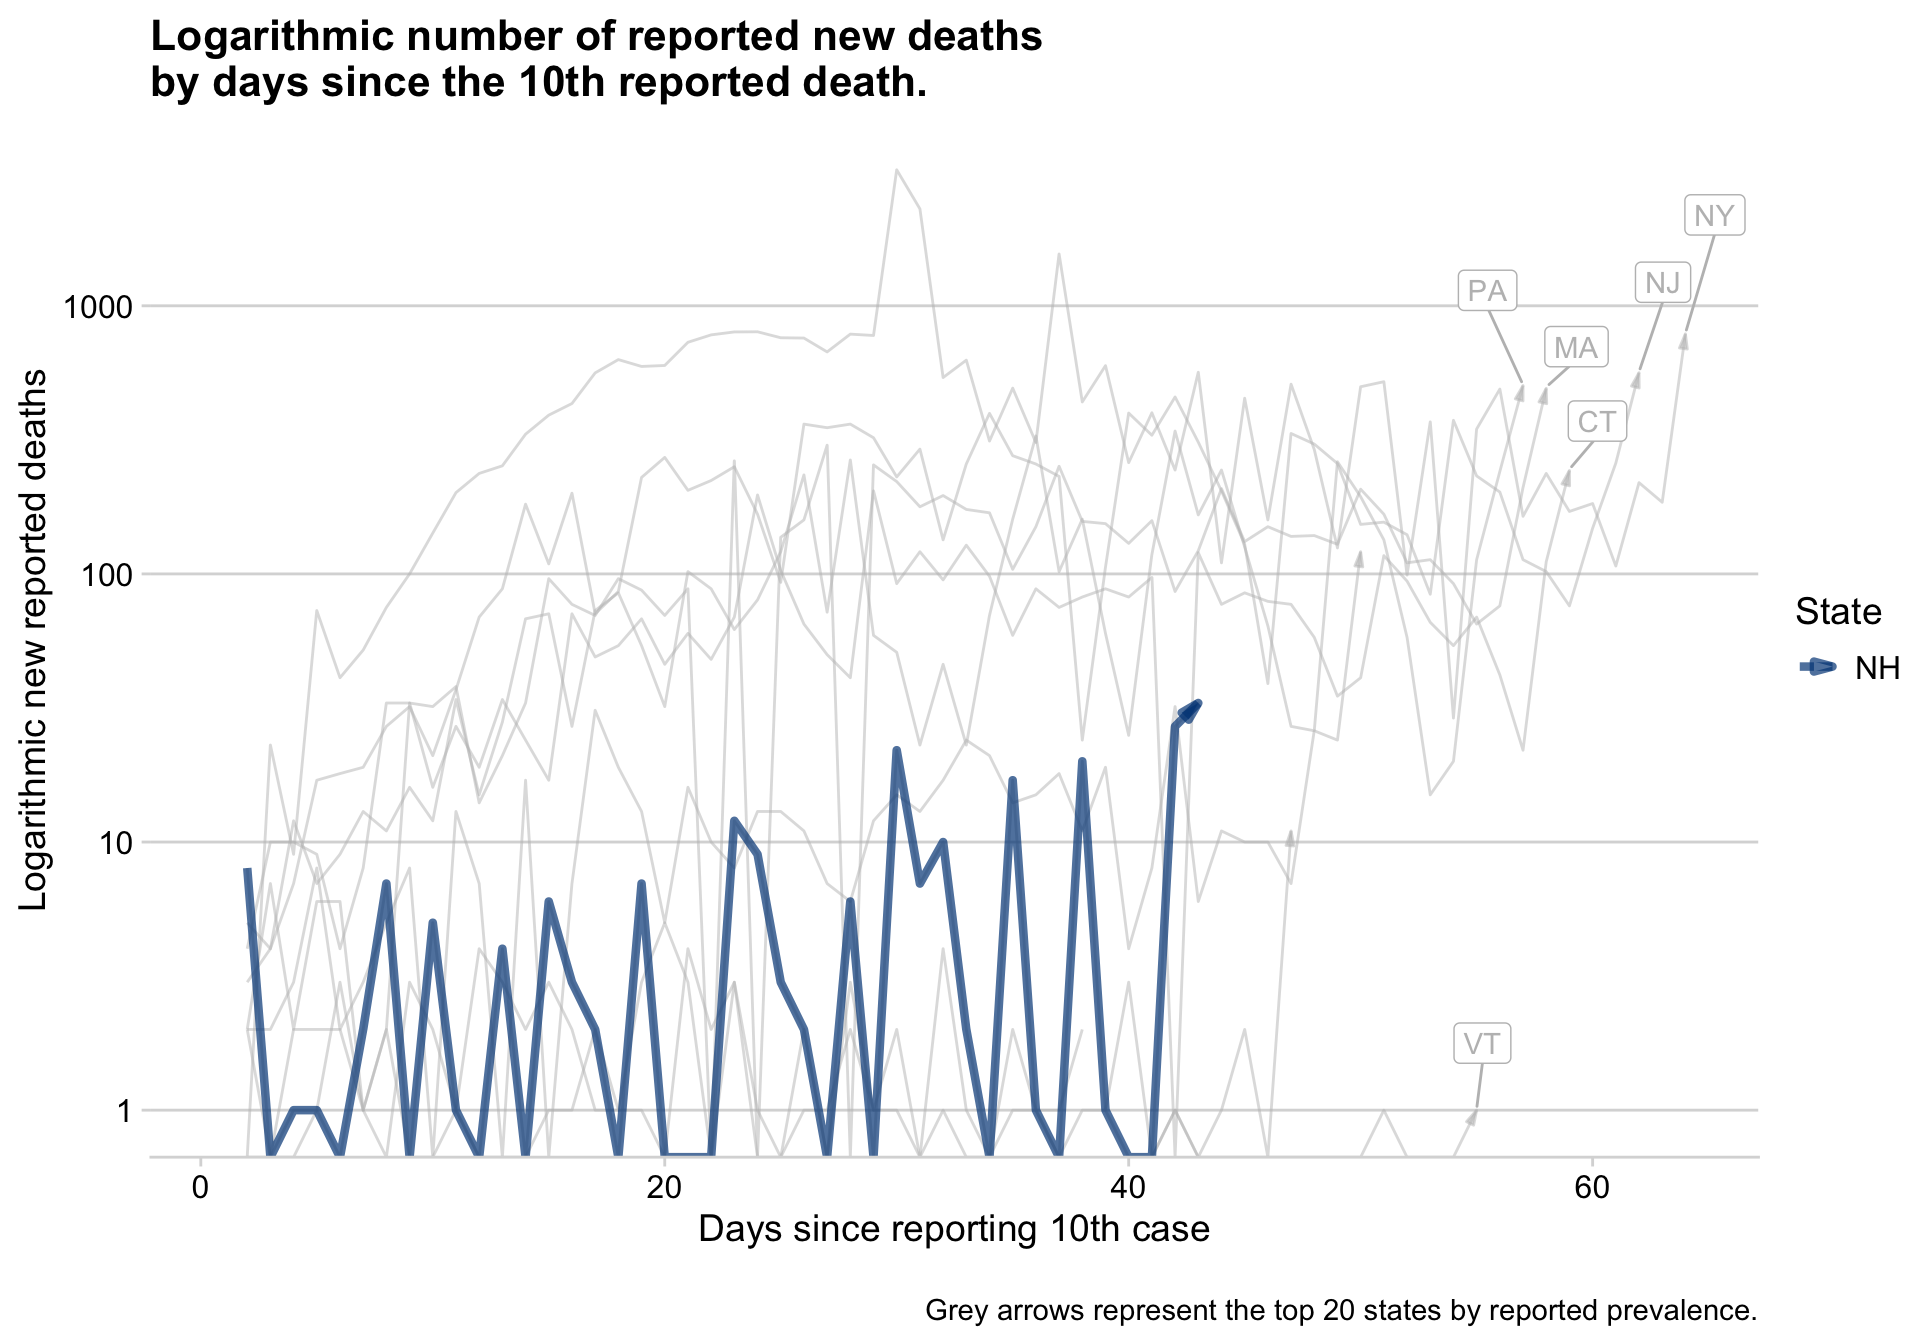 Logarithmic number of reported new deaths
by days since the 10th reported death.
NY
NJ
PA
MA
CT
VT
1000
100
10
1
Logarithmic new reported deaths
0
20
40
60
Days since reporting 10th case
State
NH
Grey arrows represent the top 20 states by reported prevalence.